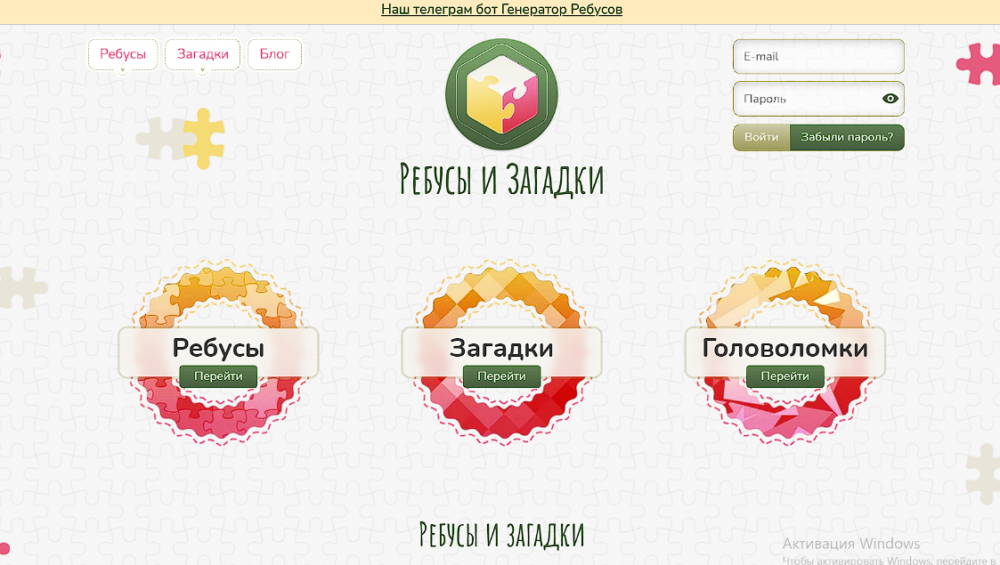 Наш телеграм бот Генератор Ребусов
Ребусы Загадки Блог
E-mail
Пароль
Войти Забыли пароль?
Ребусы и Загадки
Ребусы Загадки Головоломки
Перейти Перейти Перейти
Ребусы и загадки
Активация Windows
Чтобы активировать Windows, перейдите в